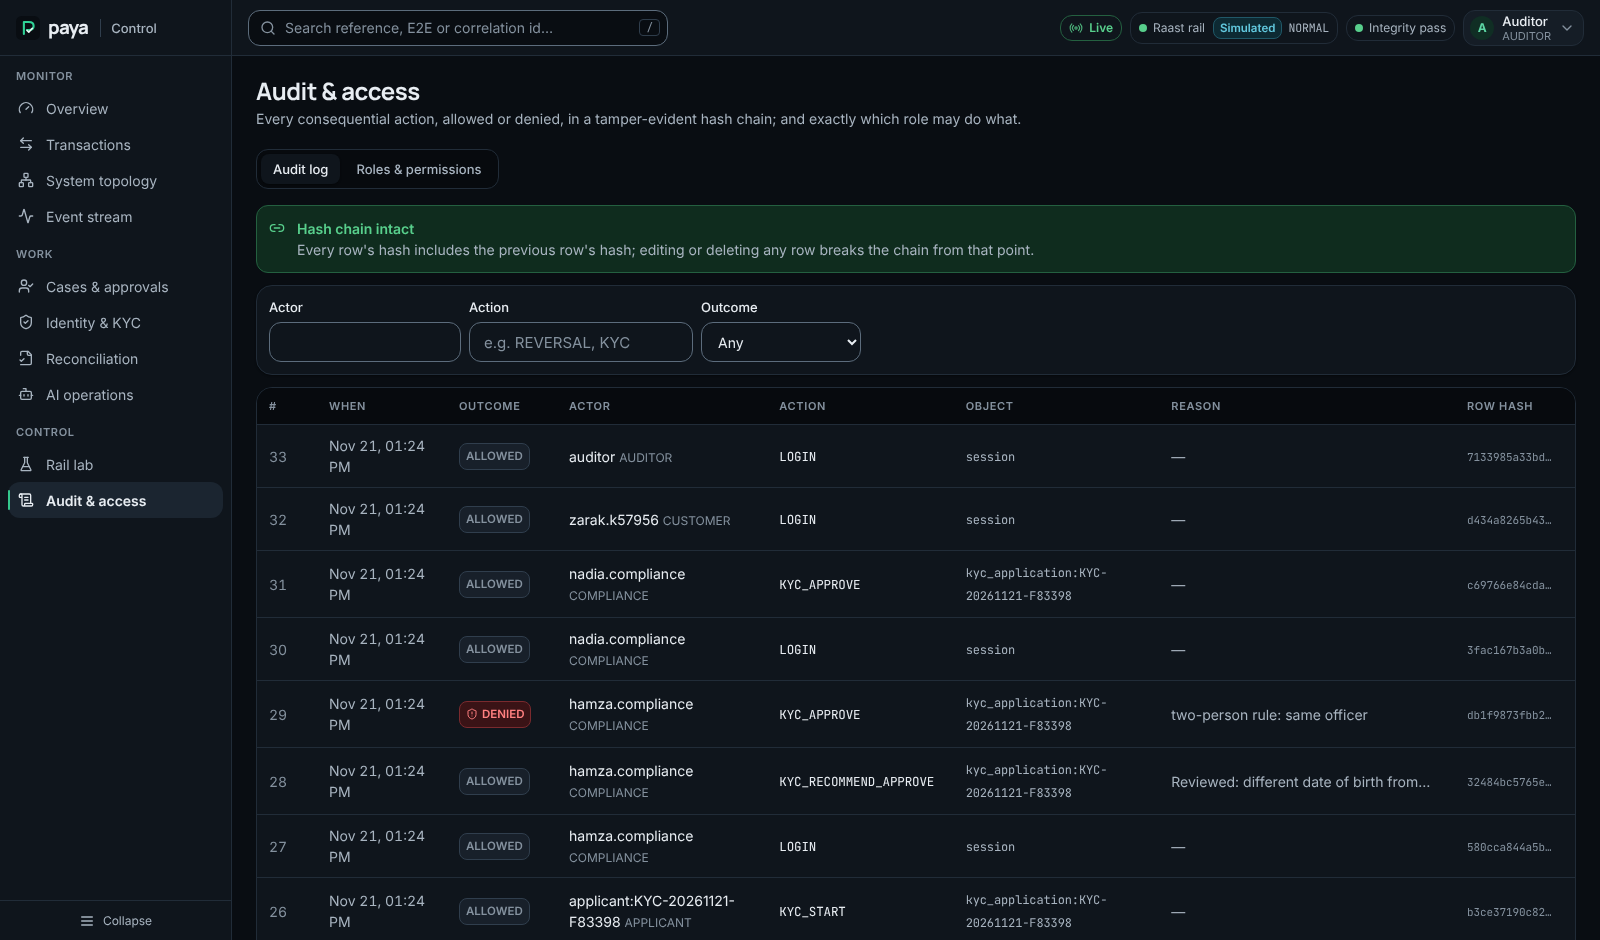 paya Control
Search reference, E2E or correlation id... /
Live
Raast rail Simulated NORMAL
Integrity pass
A Auditor
AUDITOR
MONITOR
Overview
Transactions
System topology
Event stream
WORK
Cases & approvals
Identity & KYC
Reconciliation
AI operations
CONTROL
Rail lab
Audit & access
Collapse
Audit & access
Every consequential action, allowed or denied, in a tamper-evident hash chain; and exactly which role may do what.
Audit log Roles & permissions
Hash chain intact
Every row's hash includes the previous row's hash; editing or deleting any row breaks the chain from that point.
Actor Action Outcome
e.g. REVERSAL, KYC Any
# WHEN OUTCOME ACTOR ACTION OBJECT REASON ROW HASH
33 Nov 21, 01:24 PM ALLOWED auditor AUDITOR LOGIN session — 7133985a33bd…
32 Nov 21, 01:24 PM ALLOWED zarak.k57956 CUSTOMER LOGIN session — d434a8265b43…
31 Nov 21, 01:24 PM ALLOWED nadia.compliance COMPLIANCE KYC_APPROVE kyc_application:KYC-20261121-F83398 — c69766e84cda…
30 Nov 21, 01:24 PM ALLOWED nadia.compliance COMPLIANCE LOGIN session — 3fac167b3a0b…
29 Nov 21, 01:24 PM DENIED hamza.compliance COMPLIANCE KYC_APPROVE kyc_application:KYC-20261121-F83398 two-person rule: same officer db1f9873fbb2…
28 Nov 21, 01:24 PM ALLOWED hamza.compliance COMPLIANCE KYC_RECOMMEND_APPROVE kyc_application:KYC-20261121-F83398 Reviewed: different date of birth from… 32484bc5765e…
27 Nov 21, 01:24 PM ALLOWED hamza.compliance COMPLIANCE LOGIN session — 580cca844a5b…
26 Nov 21, 01:24 PM ALLOWED applicant:KYC-20261121-F83398 APPLICANT KYC_START kyc_application:KYC-20261121-F83398 — b3ce37190c82…